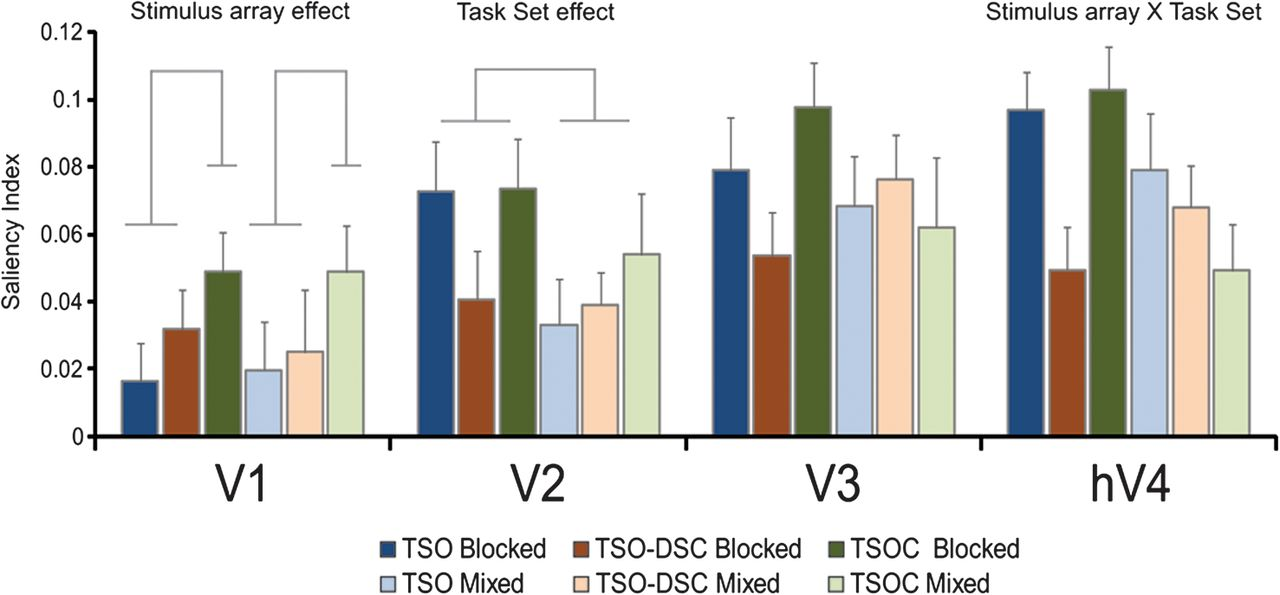 Stimulus array effect
Task Set effect
Stimulus array X Task Set
Saliency Index
0.12
0.1
0.08
0.06
0.04
0.02
0
V1
V2
V3
hV4
TSO Blocked
TSO-DSC Blocked
TSOC Blocked
TSO Mixed
TSO-DSC Mixed
TSOC Mixed